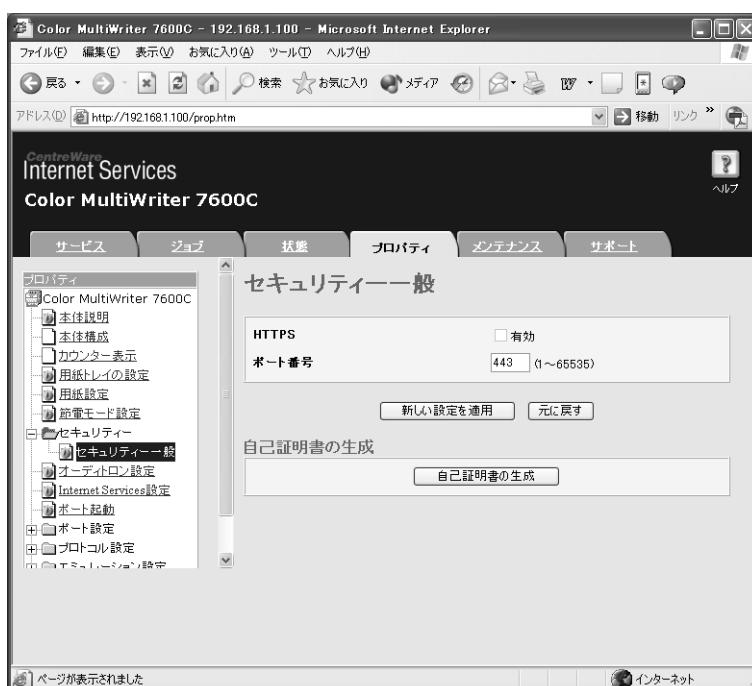 Color MultiWriter 7600C - 192.168.1.100 - Microsoft Internet Explorer
ファイル(F) 編集(E) 表示(V) お気に入り(A) ツール(T) ヘルプ(H)
戻る 検索 お気に入り メディア
アドレス(D) http://192.168.1.100/prop.htm 移動 リンク »
CentreWare
Internet Services
Color MultiWriter 7600C
ヘルプ
サービス ジョブ 状態 プロパティ メンテナンス サポート
プロパティ
Color MultiWriter 7600C
本体説明
本体構成
カウンター表示
用紙トレイの設定
用紙設定
節電モード設定
セキュリティー
セキュリティー一般
オーディトロン設定
Internet Services設定
ポート起動
ポート設定
プロトコル設定
エミュレーション設定
セキュリティー一般
HTTPS 有効
ポート番号 443 (1～65535)
新しい設定を適用 元に戻す
自己証明書の生成
自己証明書の生成
ページが表示されました インターネット